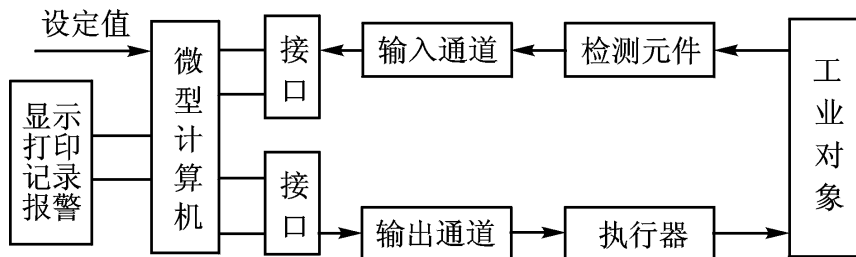 设定值
显示
打印
记录
报警
微型计算机
接口
输入通道
检测元件
工业对象
接口
输出通道
执行器